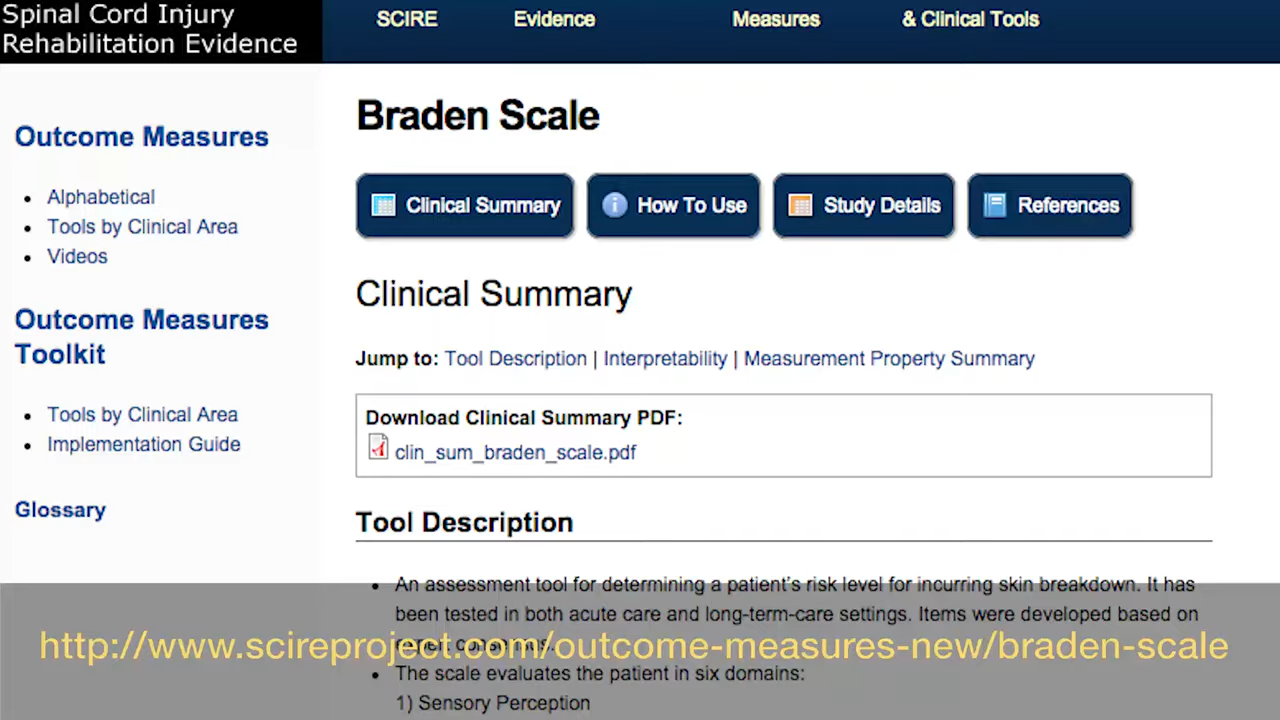 Spinal Cord Injury
Rehabilitation Evidence
SCIRE
Evidence
Measures
& Clinical Tools
Outcome Measures
Alphabetical
Tools by Clinical Area
Videos
Outcome Measures
Toolkit
Tools by Clinical Area
Implementation Guide
Glossary
Braden Scale
Clinical Summary
How To Use
Study Details
References
Clinical Summary
Jump to: Tool Description | Interpretability | Measurement Property Summary
Download Clinical Summary PDF:
clin_sum_braden_scale.pdf
Tool Description
An assessment tool for determining a patient's risk level for incurring skin breakdown. It has
been tested in both acute care and long-term-care settings. Items were developed based on
expert consensus.
http://www.scireproject.com/outcome-measures-new/braden-scale
The scale evaluates the patient in six domains:
1) Sensory Perception